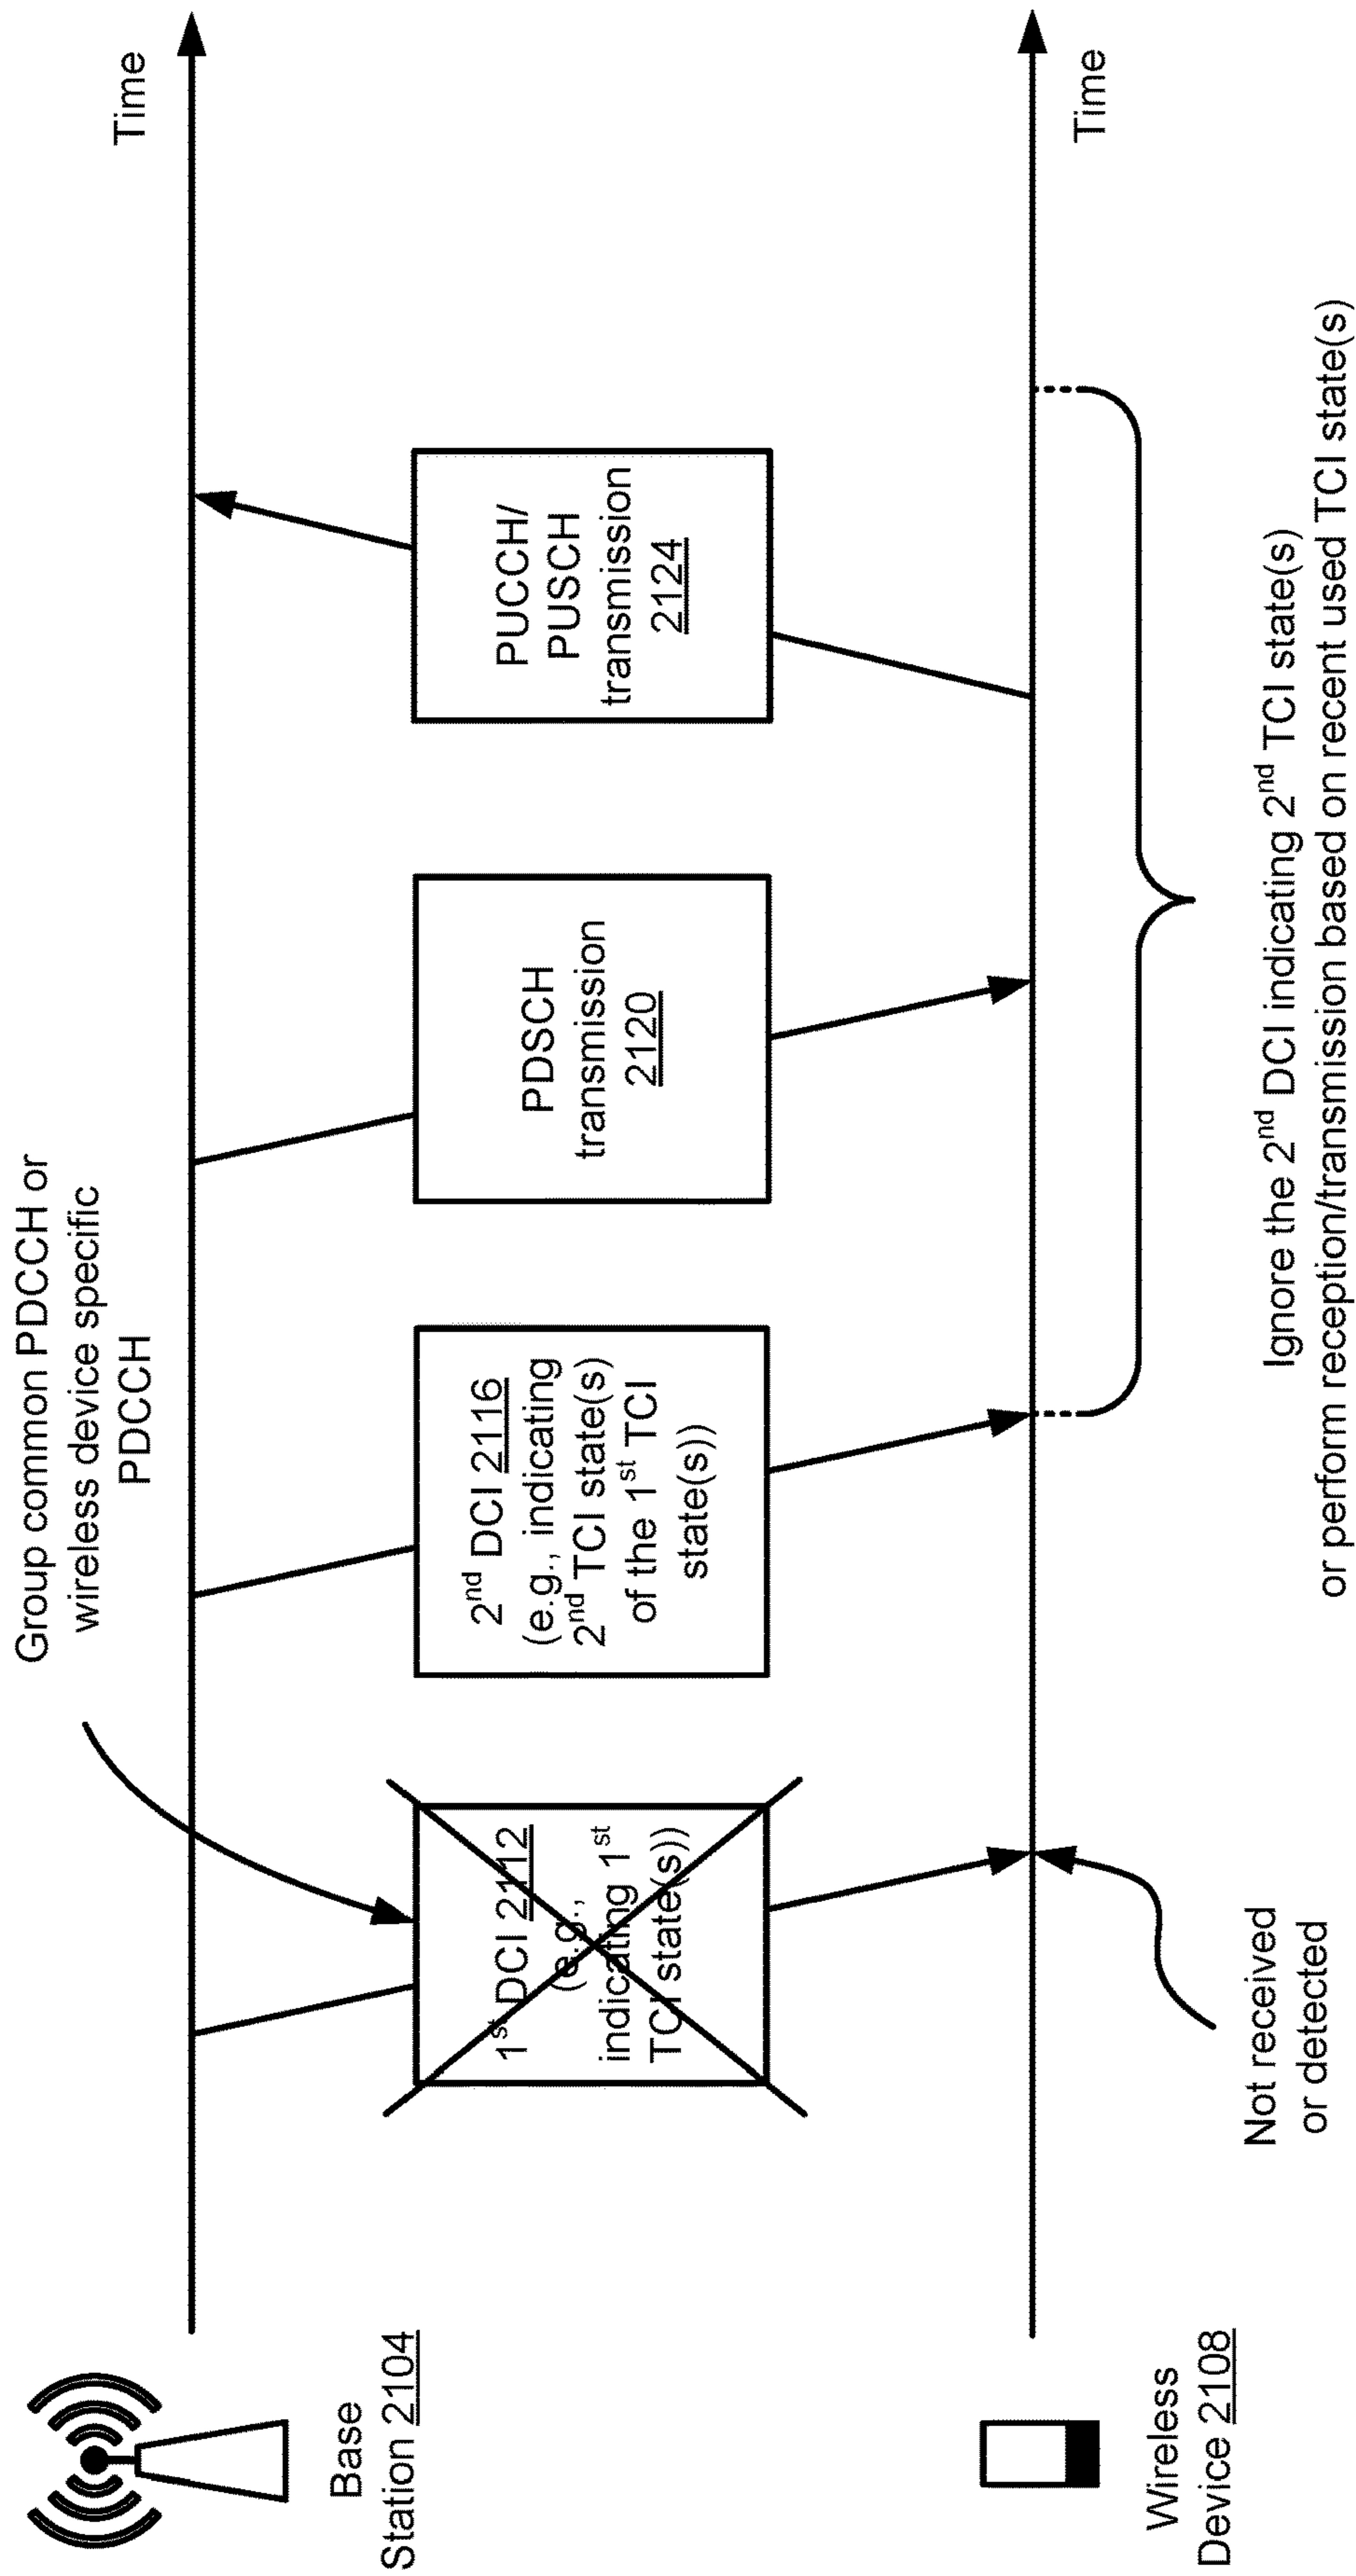 Group common PDCCH or
wireless device specific
PDCCH
Time
Base
Station 2104
1st DCI 2112
(e.g.,
indicating 1st
TCI state(s))
2nd DCI 2116
(e.g., indicating
2nd TCI state(s)
of the 1st TCI
state(s))
PDSCH
transmission
2120
PUCCH/
PUSCH
transmission
2124
Time
Wireless
Device 2108
Not received
or detected
Ignore the 2nd DCI indicating 2nd TCI state(s)
or perform reception/transmission based on recent used TCI state(s)